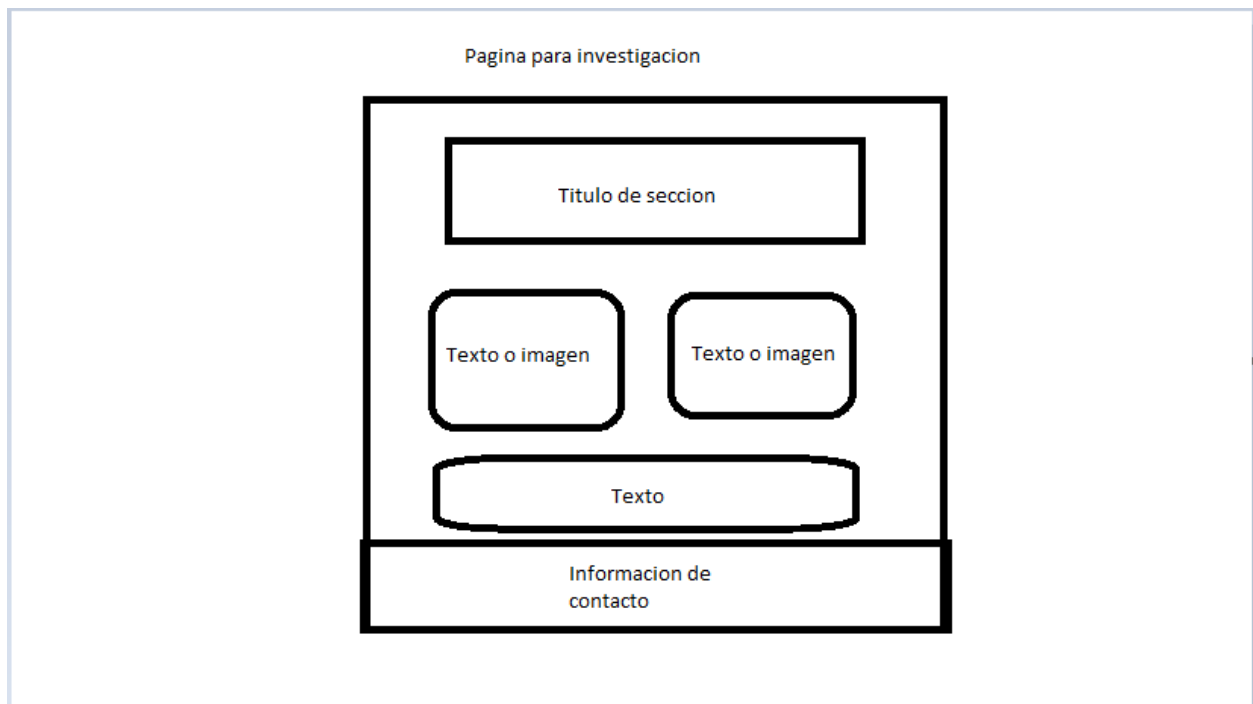 Pagina para investigacion
Titulo de seccion
Texto o imagen
Texto o imagen
Texto
Informacion de
contacto